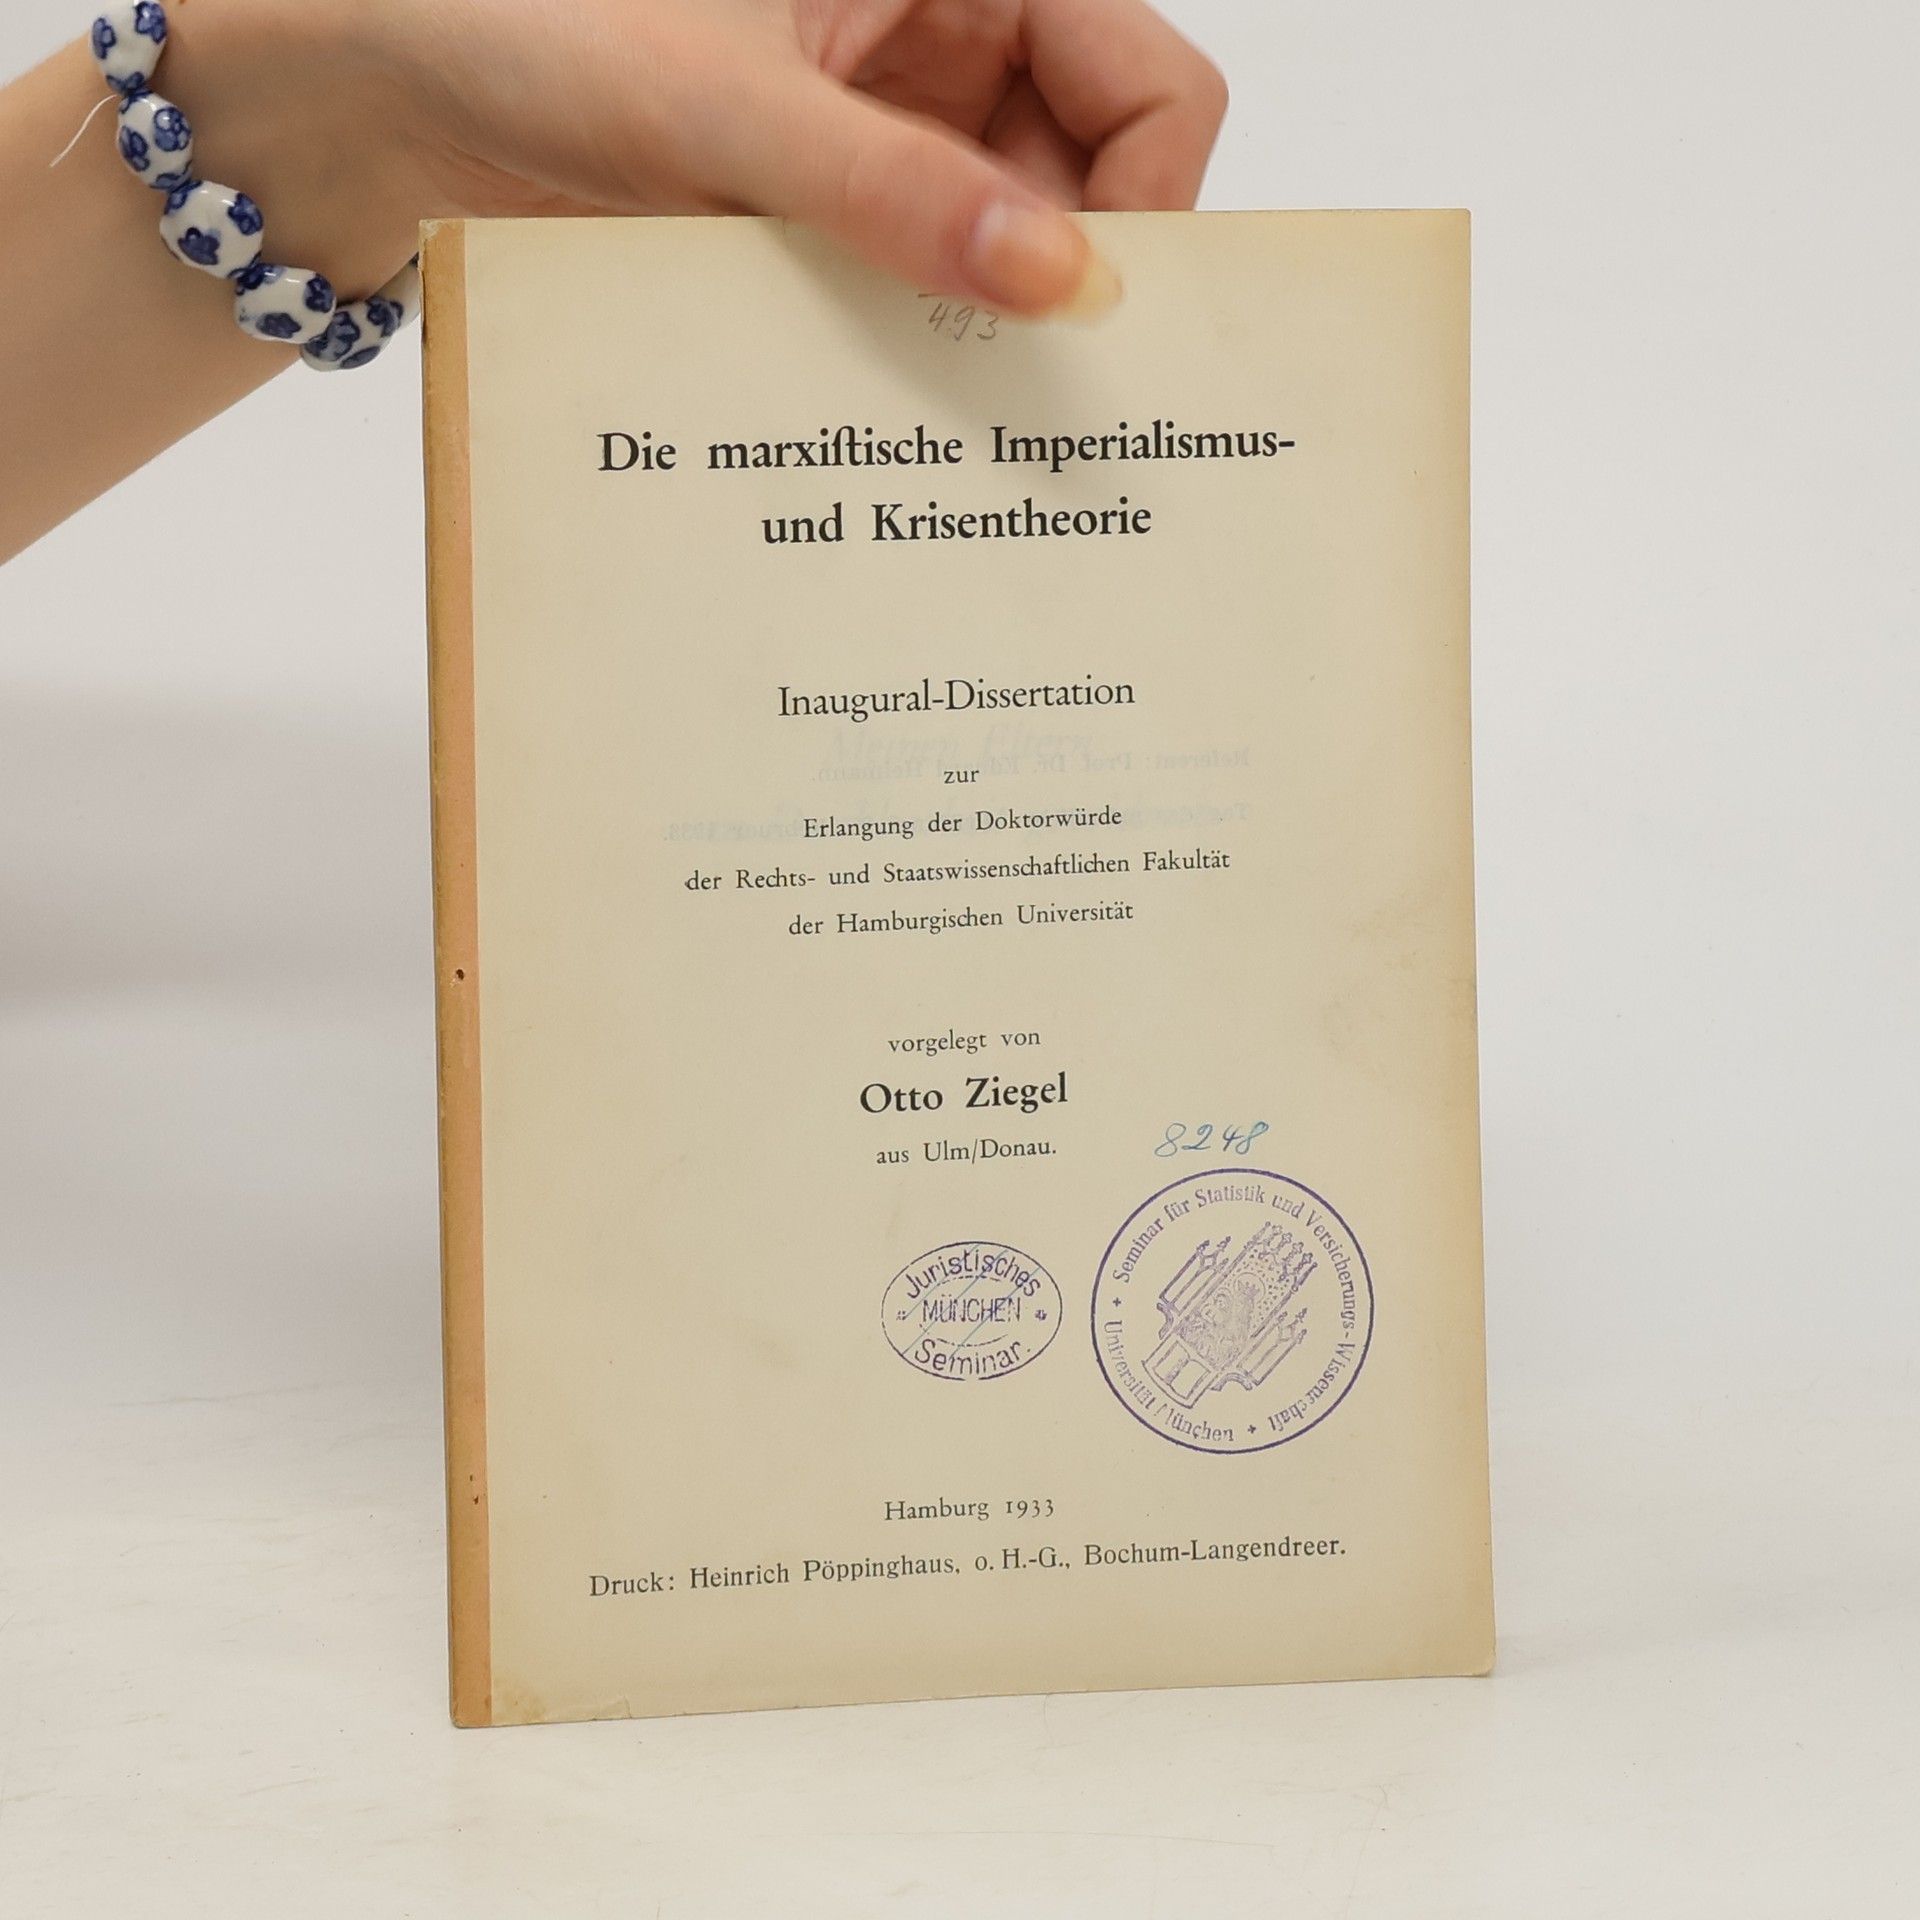 493
Die marxiſtische Imperialismus-
und Krisentheorie
Inaugural-Dissertation
zur
Erlangung der Doktorwürde
der Rechts- und Staatswissenschaftlichen Fakultät
der Hamburgischen Universität
vorgelegt von
Otto Ziegel
aus Ulm/Donau.
8248
Juristisches
MÜNCHEN
Seminar.
Seminar für Statistik und Versicherungs-Wissenschaft
Universität München
Hamburg 1933
Druck: Heinrich Pöppinghaus, o. H.-G., Bochum-Langendreer.